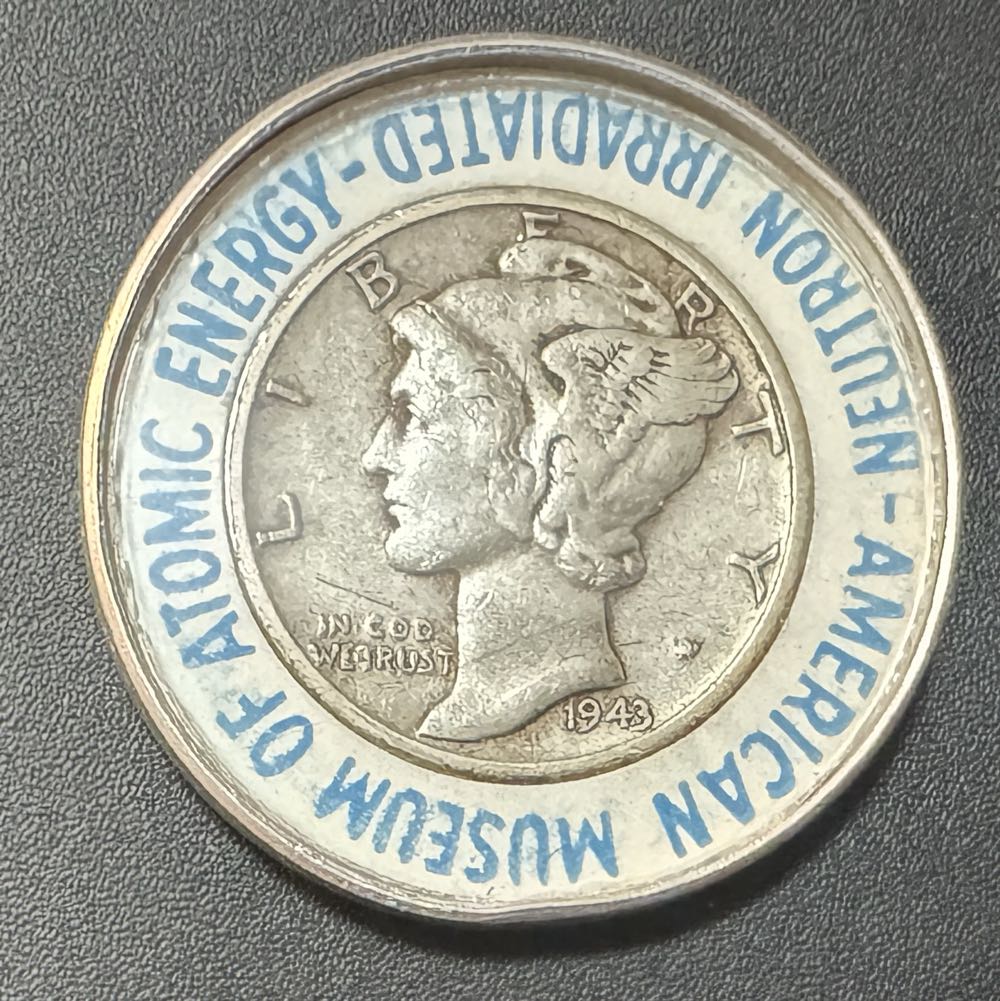 AMERICAN MUSEUM OF ATOMIC ENERGY -
NEUTRON IRRADIATED -
LIBERTY
IN GOD
WE TRUST
1943